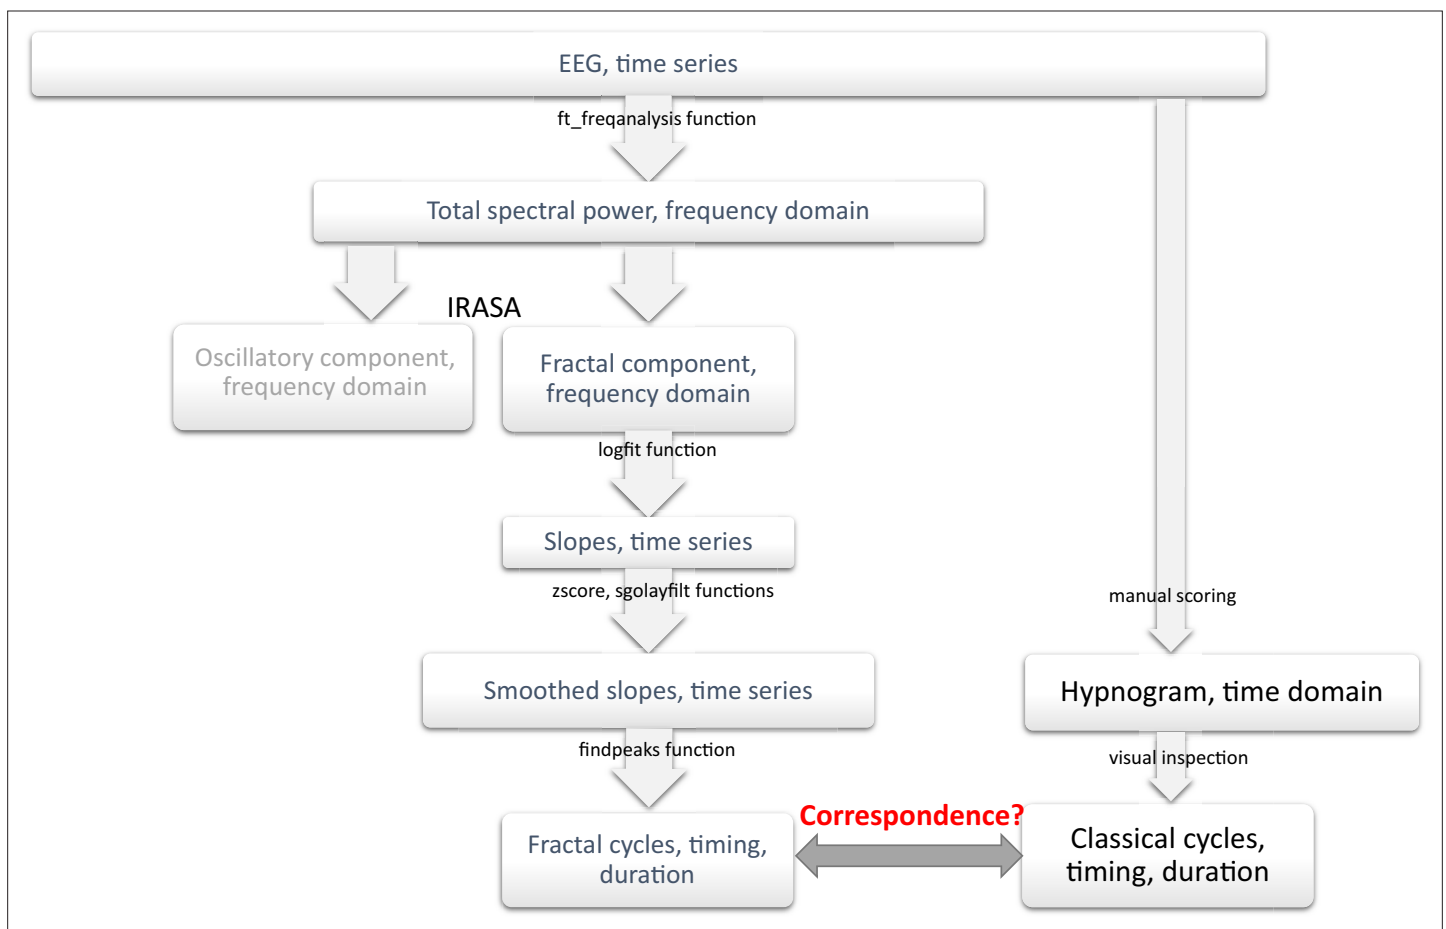 EEG, time series
ft_freqanalysis function
Total spectral power, frequency domain
IRASA
Oscillatory component,
frequency domain
Fractal component,
frequency domain
logfit function
Slopes, time series
zscore, sgolayfilt functions
manual scoring
Smoothed slopes, time series
Hypnogram, time domain
findpeaks function
visual inspection
Correspondence?
Fractal cycles, timing,
duration
Classical cycles,
timing, duration